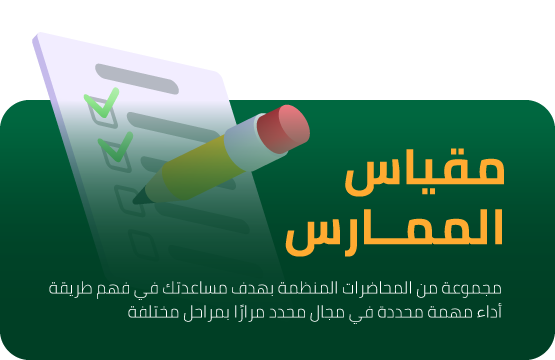 مقياس
الممــارس
مجموعة من المحاضرات المنظمة بهدف مساعدتك في فهم طريقة
أداء مهمة محددة في مجال محدد مرارًا بمراحل مختلفة